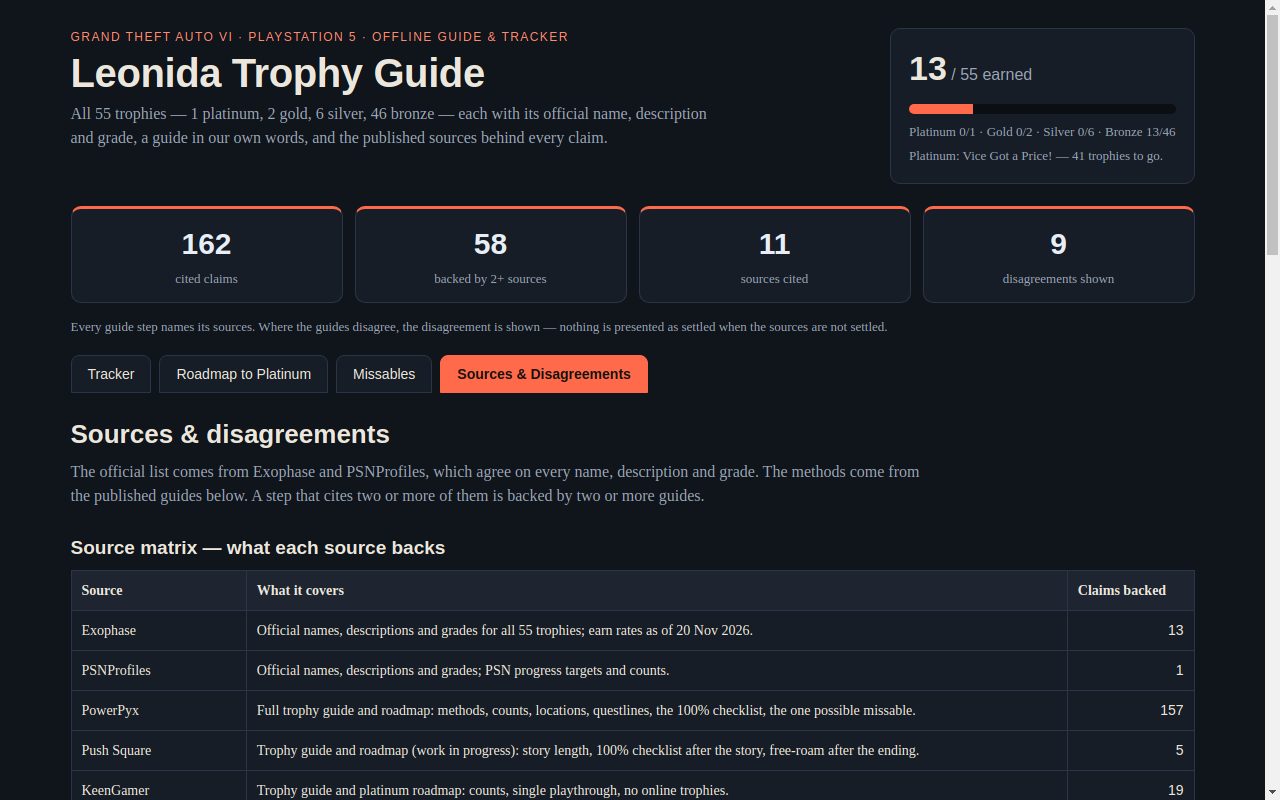 GRAND THEFT AUTO VI · PLAYSTATION 5 · OFFLINE GUIDE & TRACKER
Leonida Trophy Guide
All 55 trophies — 1 platinum, 2 gold, 6 silver, 46 bronze — each with its official name, description
and grade, a guide in our own words, and the published sources behind every claim.
13 / 55 earned
Platinum 0/1 · Gold 0/2 · Silver 0/6 · Bronze 13/46
Platinum: Vice Got a Price! — 41 trophies to go.
162
cited claims
58
backed by 2+ sources
11
sources cited
9
disagreements shown
Every guide step names its sources. Where the guides disagree, the disagreement is shown — nothing is presented as settled when the sources are not settled.
Tracker
Roadmap to Platinum
Missables
Sources & Disagreements
Sources & disagreements
The official list comes from Exophase and PSNProfiles, which agree on every name, description and grade. The methods come from
the published guides below. A step that cites two or more of them is backed by two or more guides.
Source matrix — what each source backs
Source What it covers Claims backed
Exophase Official names, descriptions and grades for all 55 trophies; earn rates as of 20 Nov 2026. 13
PSNProfiles Official names, descriptions and grades; PSN progress targets and counts. 1
PowerPyx Full trophy guide and roadmap: methods, counts, locations, questlines, the 100% checklist, the one possible missable. 157
Push Square Trophy guide and roadmap (work in progress): story length, 100% checklist after the story, free-roam after the ending. 5
KeenGamer Trophy guide and platinum roadmap: counts, single playthrough, no online trophies. 19